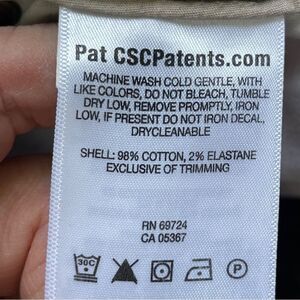 Pat CSCPatents.com
MACHINE WASH COLD GENTLE, WITH
LIKE COLORS, DO NOT BLEACH, TUMBLE
DRY LOW, REMOVE PROMPTLY, IRON
LOW, IF PRESENT DO NOT IRON DECAL,
DRYCLEANABLE
SHELL: 98% COTTON, 2% ELASTANE
EXCLUSIVE OF TRIMMING
RN 69724
CA 05367
30C P